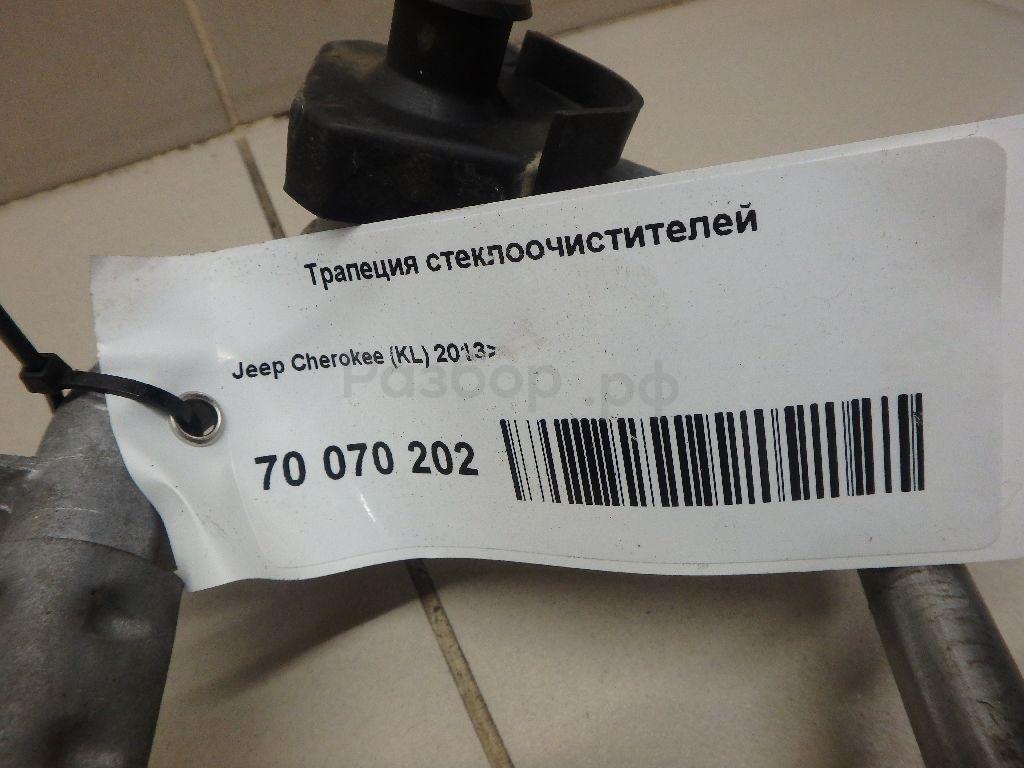 Трапеция стеклоочистителей
Jeep Cherokee (KL) 2013>
Разбор .рф
70 070 202